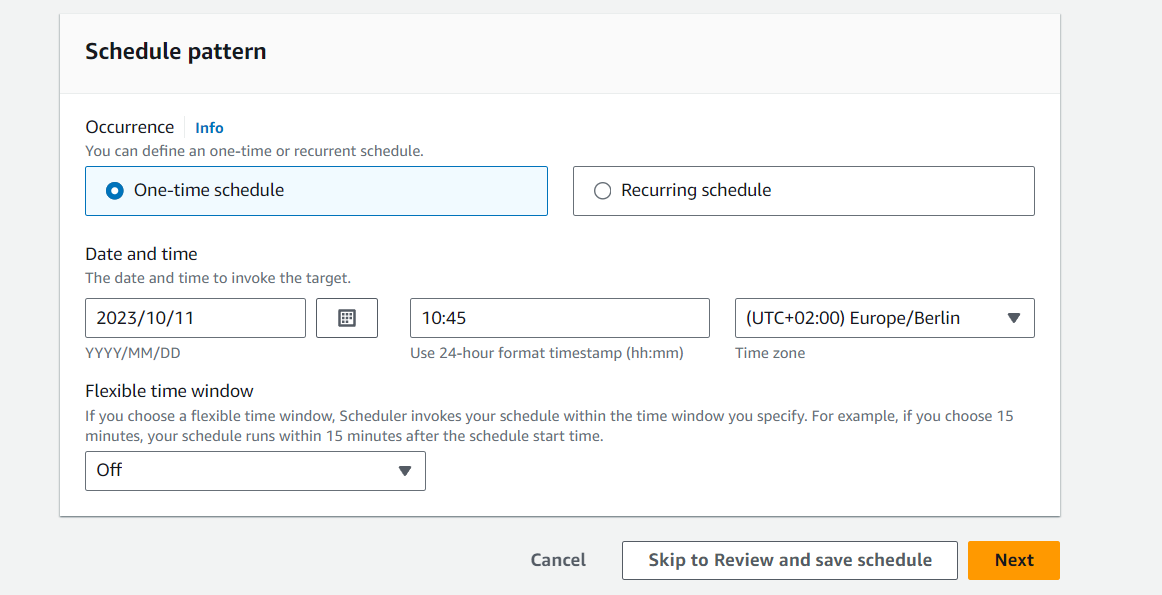 Schedule pattern
Occurrence Info
You can define an one-time or recurrent schedule.
One-time schedule Recurring schedule
Date and time
The date and time to invoke the target.
2023/10/11 10:45 (UTC+02:00) Europe/Berlin
YYYY/MM/DD Use 24-hour format timestamp (hh:mm) Time zone
Flexible time window
If you choose a flexible time window, Scheduler invokes your schedule within the time window you specify. For example, if you choose 15
minutes, your schedule runs within 15 minutes after the schedule start time.
Off
Cancel Skip to Review and save schedule Next